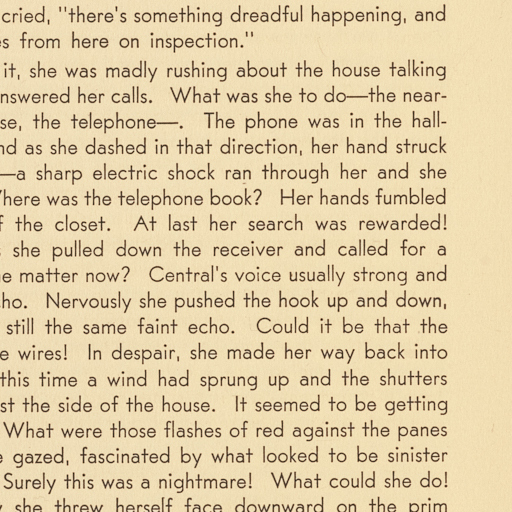 cried, "there's something dreadful happening, and
from here on inspection."
it, she was madly rushing about the house talking
her calls. What was she to do—the near-
the telephone—. The phone was in the hall-
as she dashed in that direction, her hand struck
—a sharp electric shock ran through her and she
was the telephone book? Her hands fumbled
the closet. At last her search was rewarded!
she pulled down the receiver and called for a
matter now? Central's voice usually strong and
Nervously she pushed the hook up and down,
still the same faint echo. Could it be that the
wires! In despair, she made her way back into
this time a wind had sprung up and the shutters
the side of the house. It seemed to be getting
What were those flashes of red against the panes
gazed, fascinated by what looked to be sinister
Surely this was a nightmare! What could she do!
she threw herself face downward on the prim